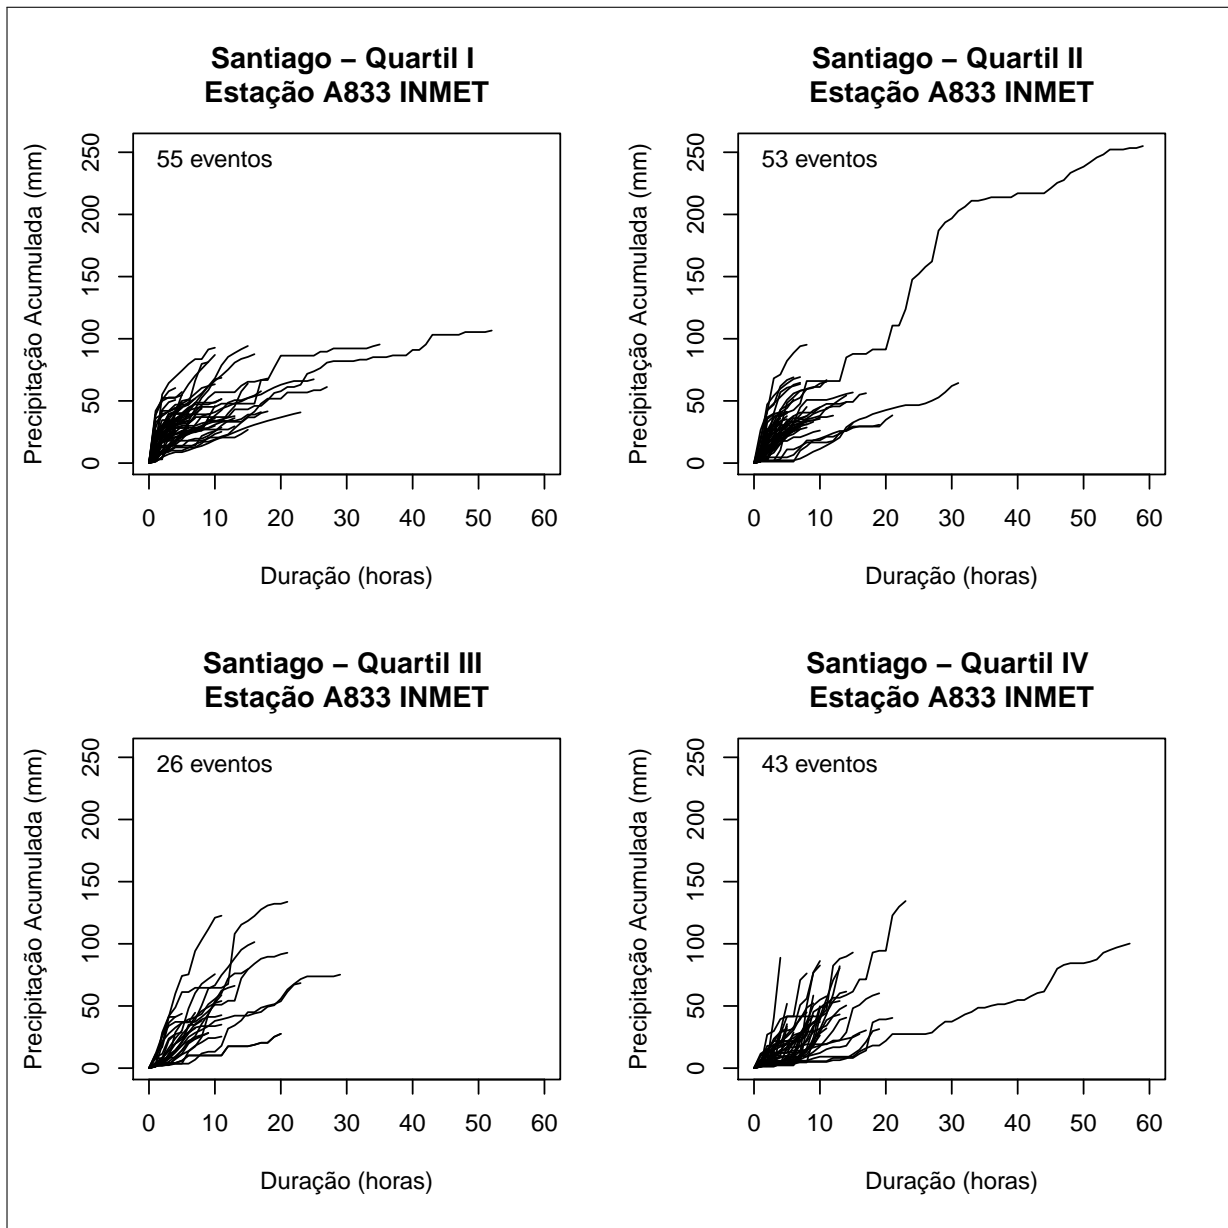 Santiago – Quartil I
Estação A833 INMET
55 eventos
Precipitação Acumulada (mm)
0 50 100 150 200 250
0 10 20 30 40 50 60
Duração (horas)
Santiago – Quartil II
Estação A833 INMET
53 eventos
Precipitação Acumulada (mm)
0 50 100 150 200 250
0 10 20 30 40 50 60
Duração (horas)
Santiago – Quartil III
Estação A833 INMET
26 eventos
Precipitação Acumulada (mm)
0 50 100 150 200 250
0 10 20 30 40 50 60
Duração (horas)
Santiago – Quartil IV
Estação A833 INMET
43 eventos
Precipitação Acumulada (mm)
0 50 100 150 200 250
0 10 20 30 40 50 60
Duração (horas)